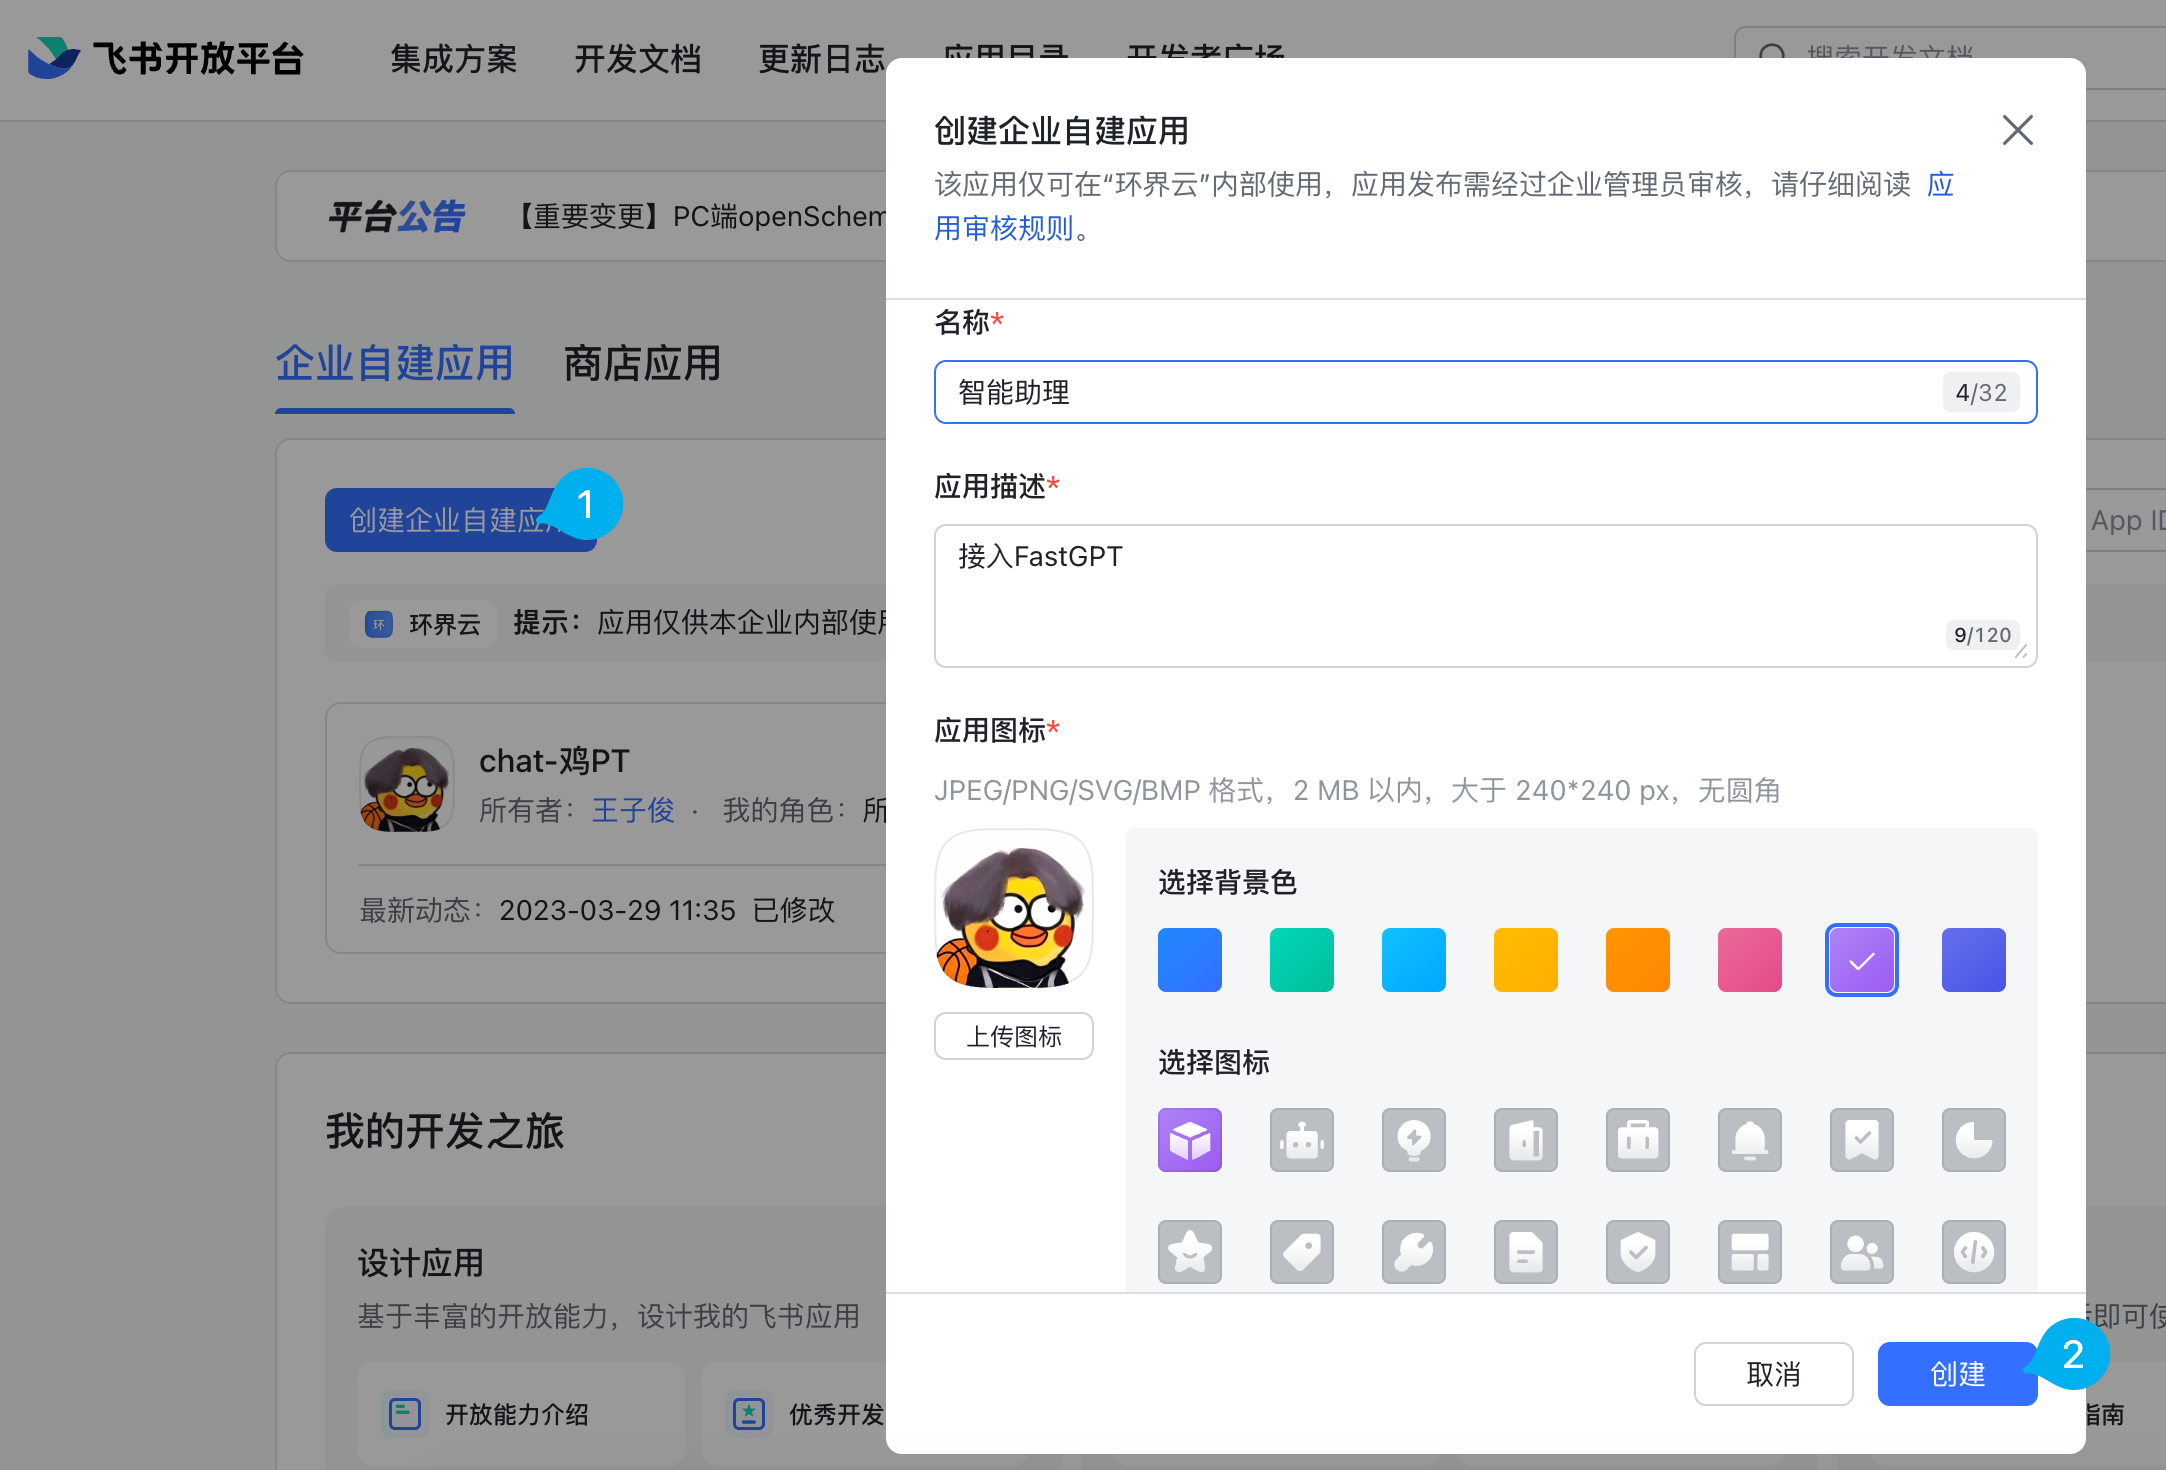 飞书开放平台
集成方案
开发文档
更新日志
应用目录
开发者广场
搜索开发文档
平台公告
【重要变更】PC端openSchem
企业自建应用
商店应用
创建企业自建应用
1
环
环界云
提示：应用仅供本企业内部使用
App ID
chat-鸡PT
所有者：王子俊 · 我的角色：所
最新动态：2023-03-29 11:35 已修改
我的开发之旅
设计应用
基于丰富的开放能力，设计我的飞书应用
开放能力介绍
优秀开发
即可使
指南
创建企业自建应用
该应用仅可在“环界云”内部使用，应用发布需经过企业管理员审核，请仔细阅读 应
用审核规则。
名称*
智能助理
4/32
应用描述*
接入FastGPT
9/120
应用图标*
JPEG/PNG/SVG/BMP 格式，2 MB 以内，大于 240*240 px，无圆角
上传图标
选择背景色
选择图标
取消
创建
2